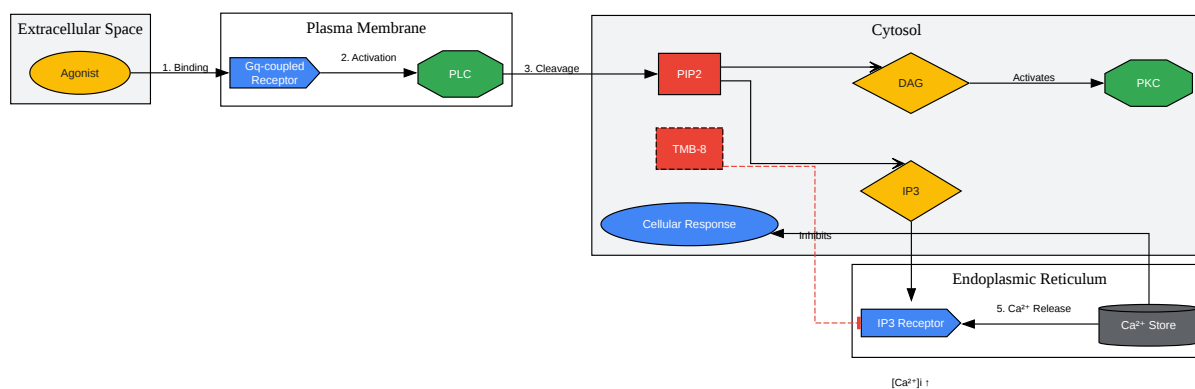 Extracellular Space
Plasma Membrane
Cytosol
Agonist
1. Binding
Gq-coupled
Receptor
2. Activation
PLC
3. Cleavage
PIP2
DAG
Activates
PKC
TMB-8
IP3
Cellular Response
Inhibits
Endoplasmic Reticulum
IP3 Receptor
5. Ca²⁺ Release
Ca²⁺ Store
[Ca²⁺]i ↑